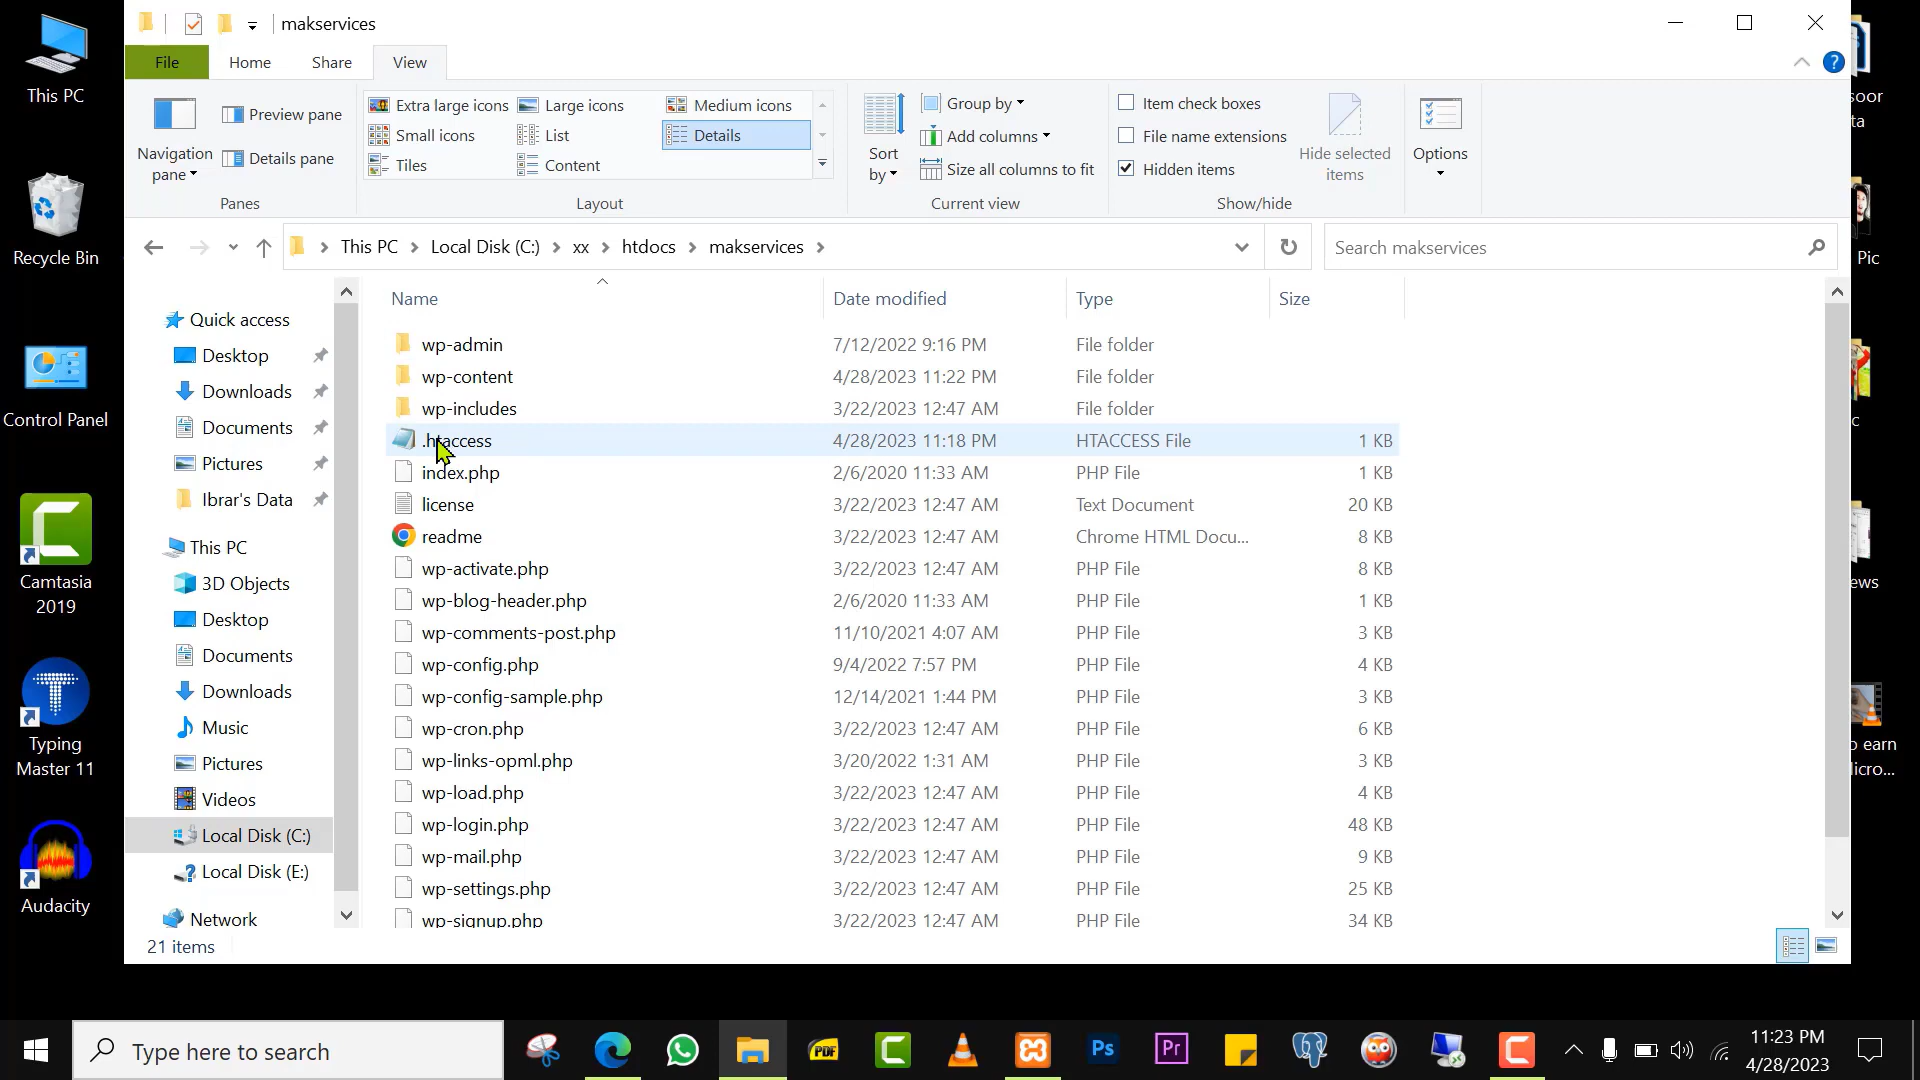 makservices
File
Home
Share
View
Navigation
pane
Preview pane
Details pane
Panes
Extra large icons
Large icons
Medium icons
Small icons
List
Details
Tiles
Content
Layout
Sort
by
Group by
Add columns
Size all columns to fit
Current view
Item check boxes
File name extensions
Hidden items
Hide selected
items
Show/hide
Options
This PC
Local Disk (C:)
xx
htdocs
makservices
Search makservices
Quick access
Desktop
Downloads
Documents
Pictures
Ibrar's Data
This PC
3D Objects
Desktop
Documents
Downloads
Music
Pictures
Videos
Local Disk (C:)
Local Disk (E:)
Network
Name Date modified Type Size
wp-admin 7/12/2022 9:16 PM File folder
wp-content 4/28/2023 11:22 PM File folder
wp-includes 3/22/2023 12:47 AM File folder
.htaccess 4/28/2023 11:18 PM HTACCESS File 1 KB
index.php 2/6/2020 11:33 AM PHP File 1 KB
license 3/22/2023 12:47 AM Text Document 20 KB
readme 3/22/2023 12:47 AM Chrome HTML Docu... 8 KB
wp-activate.php 3/22/2023 12:47 AM PHP File 8 KB
wp-blog-header.php 2/6/2020 11:33 AM PHP File 1 KB
wp-comments-post.php 11/10/2021 4:07 AM PHP File 3 KB
wp-config.php 9/4/2022 7:57 PM PHP File 4 KB
wp-config-sample.php 12/14/2021 1:44 PM PHP File 3 KB
wp-cron.php 3/22/2023 12:47 AM PHP File 6 KB
wp-links-opml.php 3/20/2022 1:31 AM PHP File 3 KB
wp-load.php 3/22/2023 12:47 AM PHP File 4 KB
wp-login.php 3/22/2023 12:47 AM PHP File 48 KB
wp-mail.php 3/22/2023 12:47 AM PHP File 9 KB
wp-settings.php 3/22/2023 12:47 AM PHP File 25 KB
wp-signup.php 3/22/2023 12:47 AM PHP File 34 KB
21 items
This PC
Recycle Bin
Control Panel
Camtasia
2019
Typing
Master 11
Audacity
soor
ta
Pic
c
ews
o earn
licro...
Type here to search
PDF
Ps
Pr
11:23 PM
4/28/2023